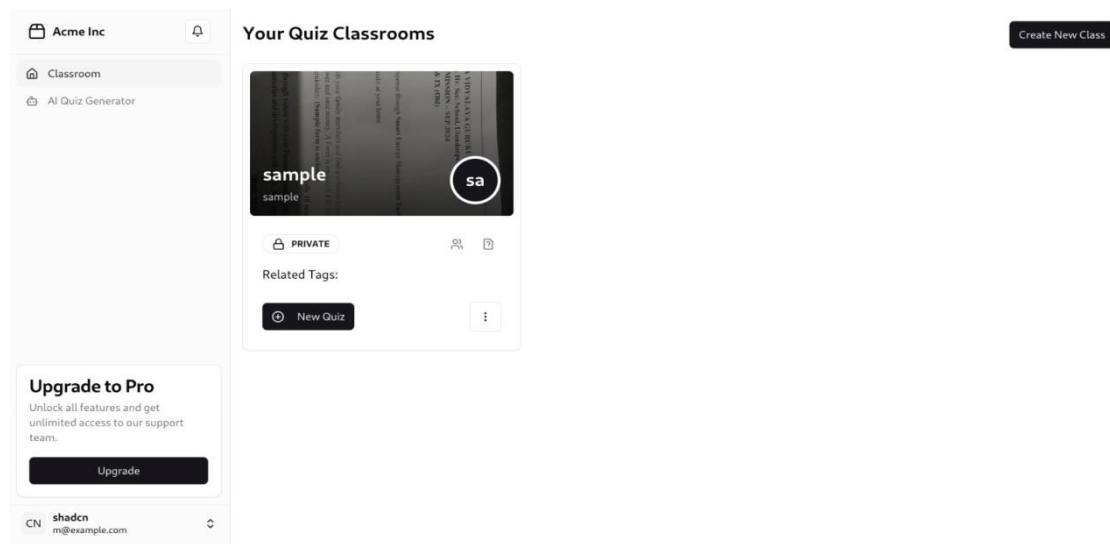 Acme Inc
Classroom
AI Quiz Generator
Your Quiz Classrooms
Create New Class
sample
sample
sa
PRIVATE
Related Tags:
New Quiz
Upgrade to Pro
Unlock all features and get
unlimited access to our support
team.
Upgrade
CN
shadcn
m@example.com